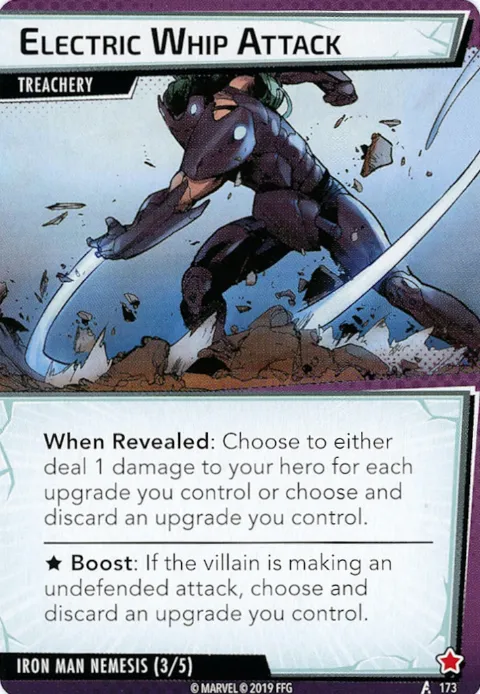 ELECTRIC WHIP ATTACK
TREACHERY
When Revealed: Choose to either
deal 1 damage to your hero for each
upgrade you control or choose and
discard an upgrade you control.
★ Boost: If the villain is making an
undefended attack, choose and
discard an upgrade you control.
IRON MAN NEMESIS (3/5)
© MARVEL © 2019 FFG
173